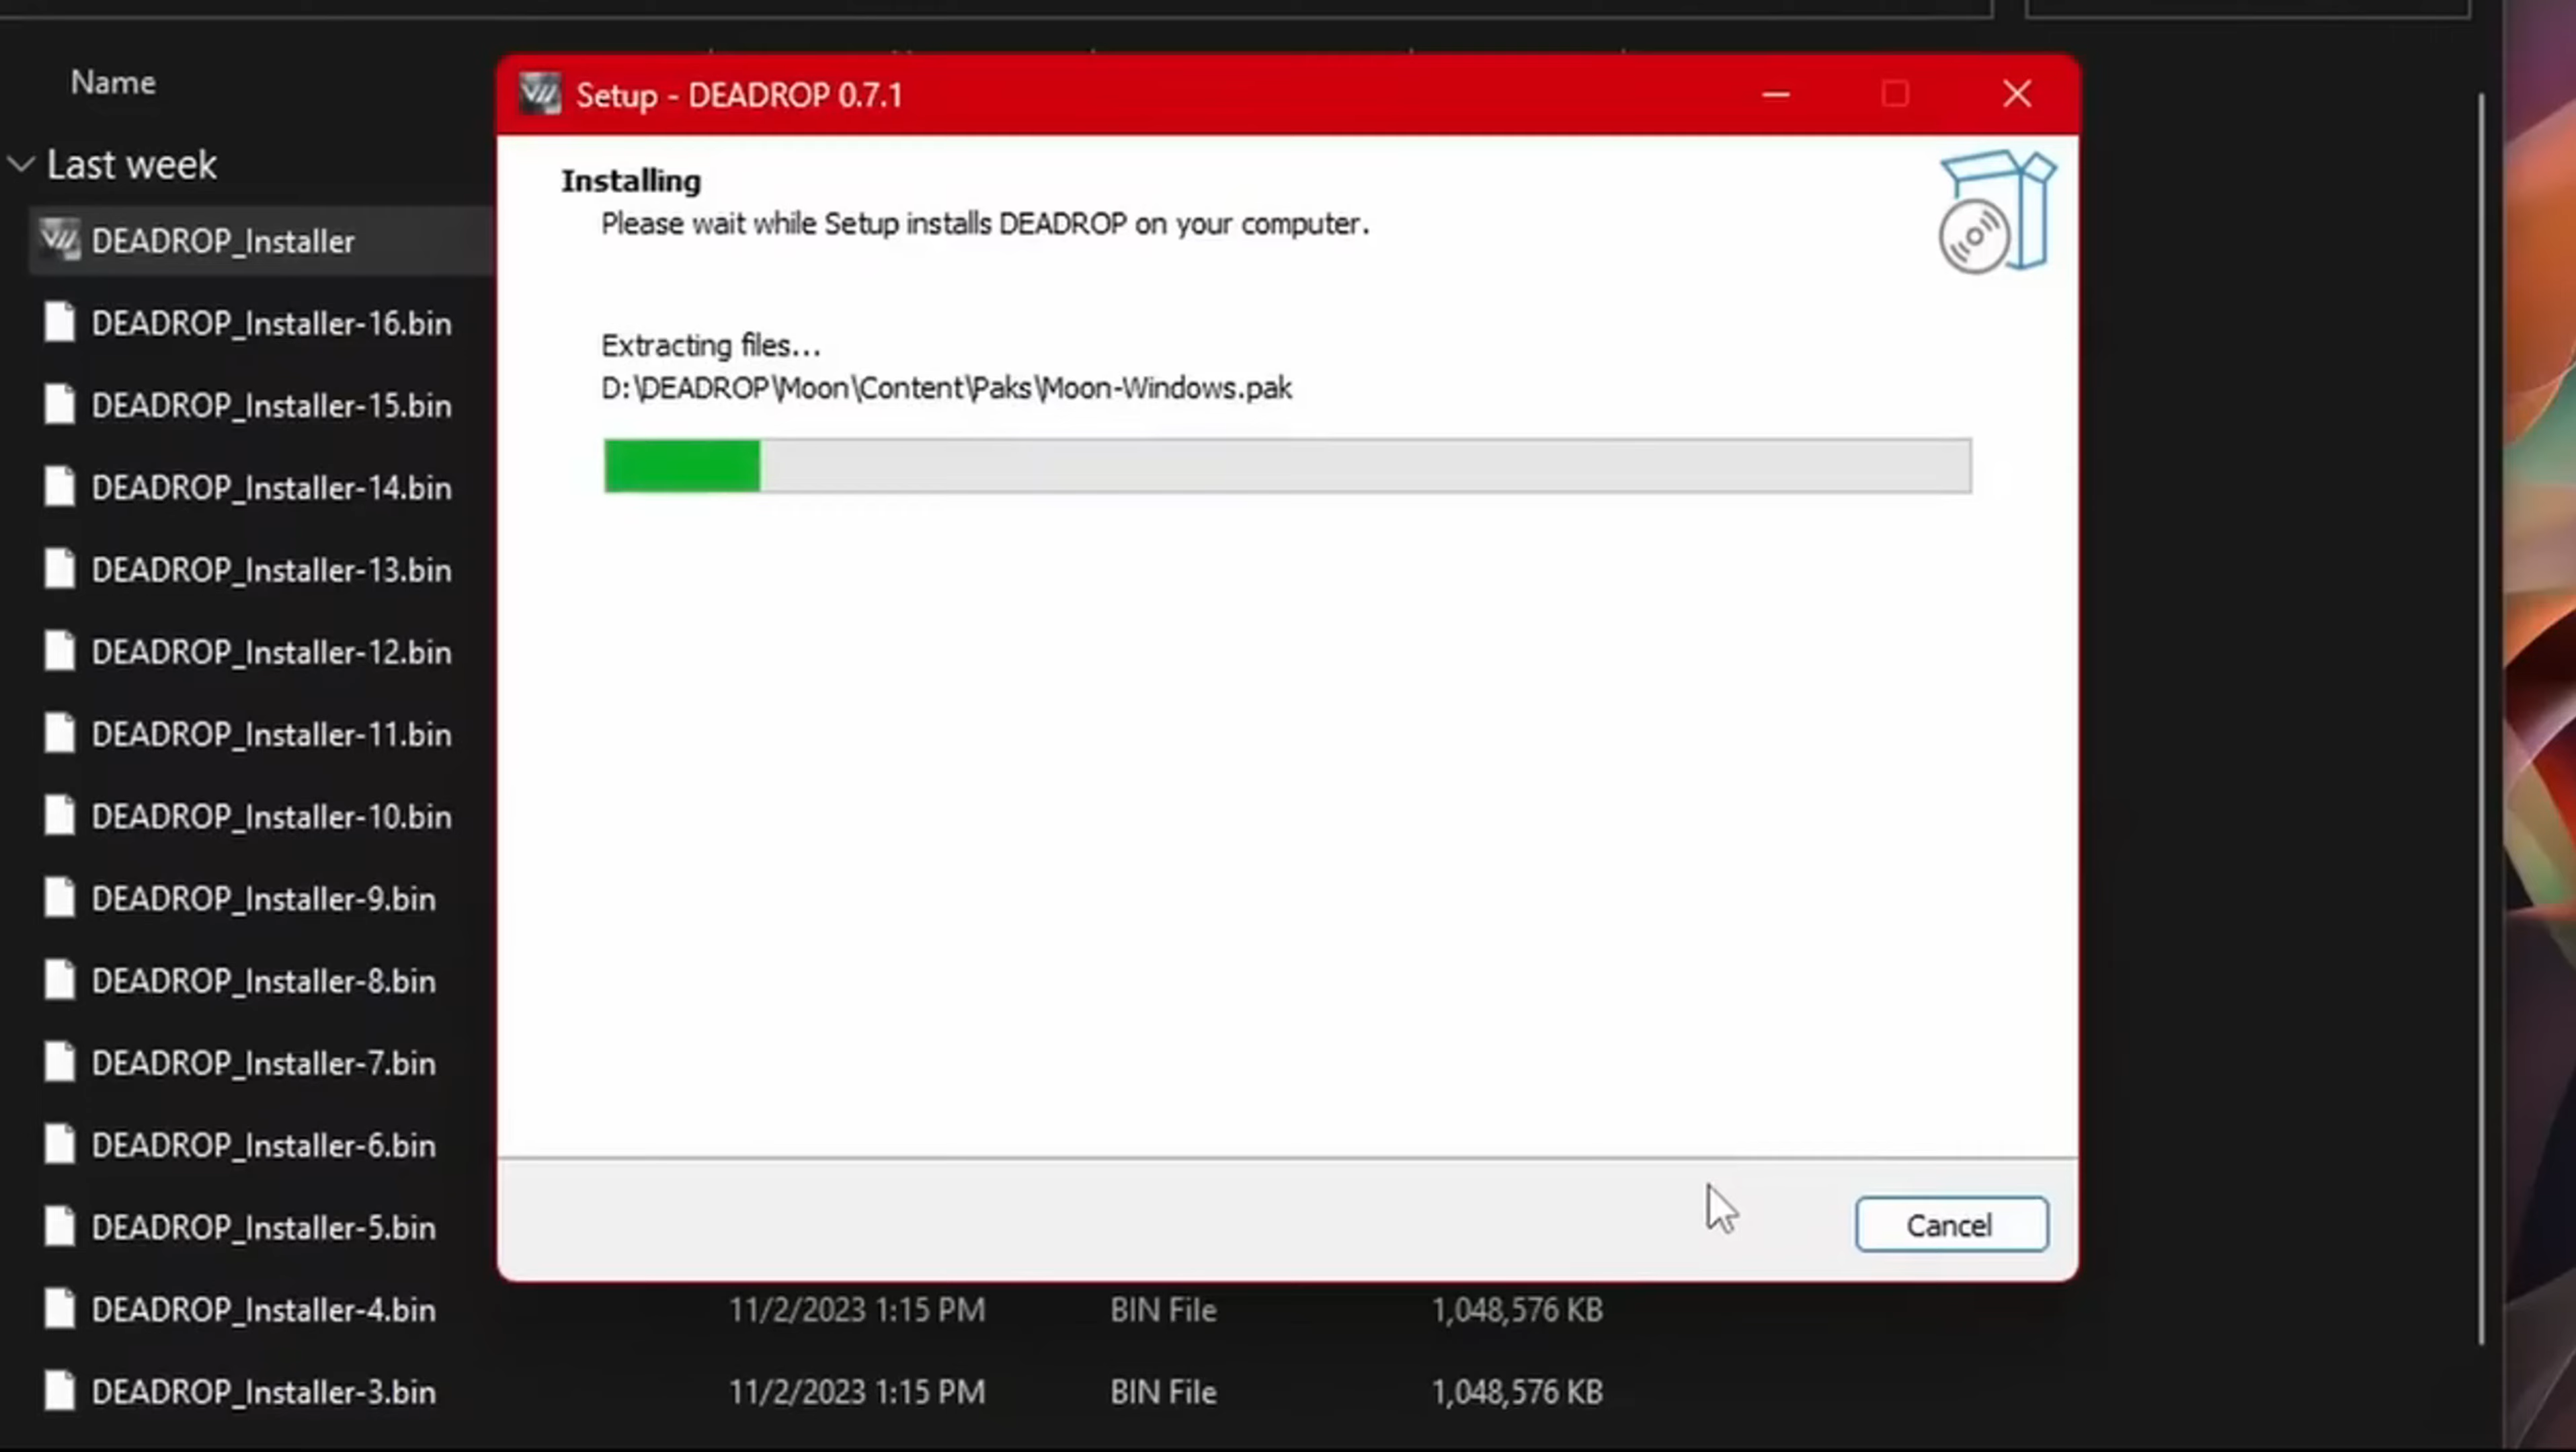 Name
Last week
DEADROP_Installer
DEADROP_Installer-16.bin
DEADROP_Installer-15.bin
DEADROP_Installer-14.bin
DEADROP_Installer-13.bin
DEADROP_Installer-12.bin
DEADROP_Installer-11.bin
DEADROP_Installer-10.bin
DEADROP_Installer-9.bin
DEADROP_Installer-8.bin
DEADROP_Installer-7.bin
DEADROP_Installer-6.bin
DEADROP_Installer-5.bin
DEADROP_Installer-4.bin 11/2/2023 1:15 PM BIN File 1,048,576 KB
DEADROP_Installer-3.bin 11/2/2023 1:15 PM BIN File 1,048,576 KB
Setup - DEADROP 0.7.1
Installing
Please wait while Setup installs DEADROP on your computer.
Extracting files...
D:\DEADROP\Moon\Content\Paks\Moon-Windows.pak
Cancel